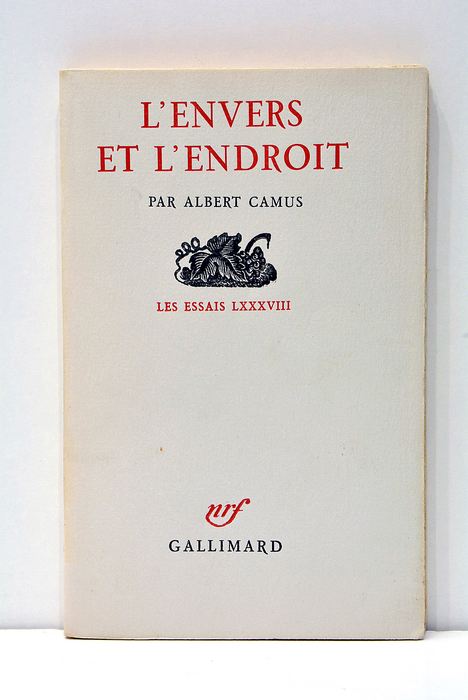 L'ENVERS
ET L'ENDROIT
PAR ALBERT CAMUS
LES ESSAIS LXXXVIII
nrf
GALLIMARD